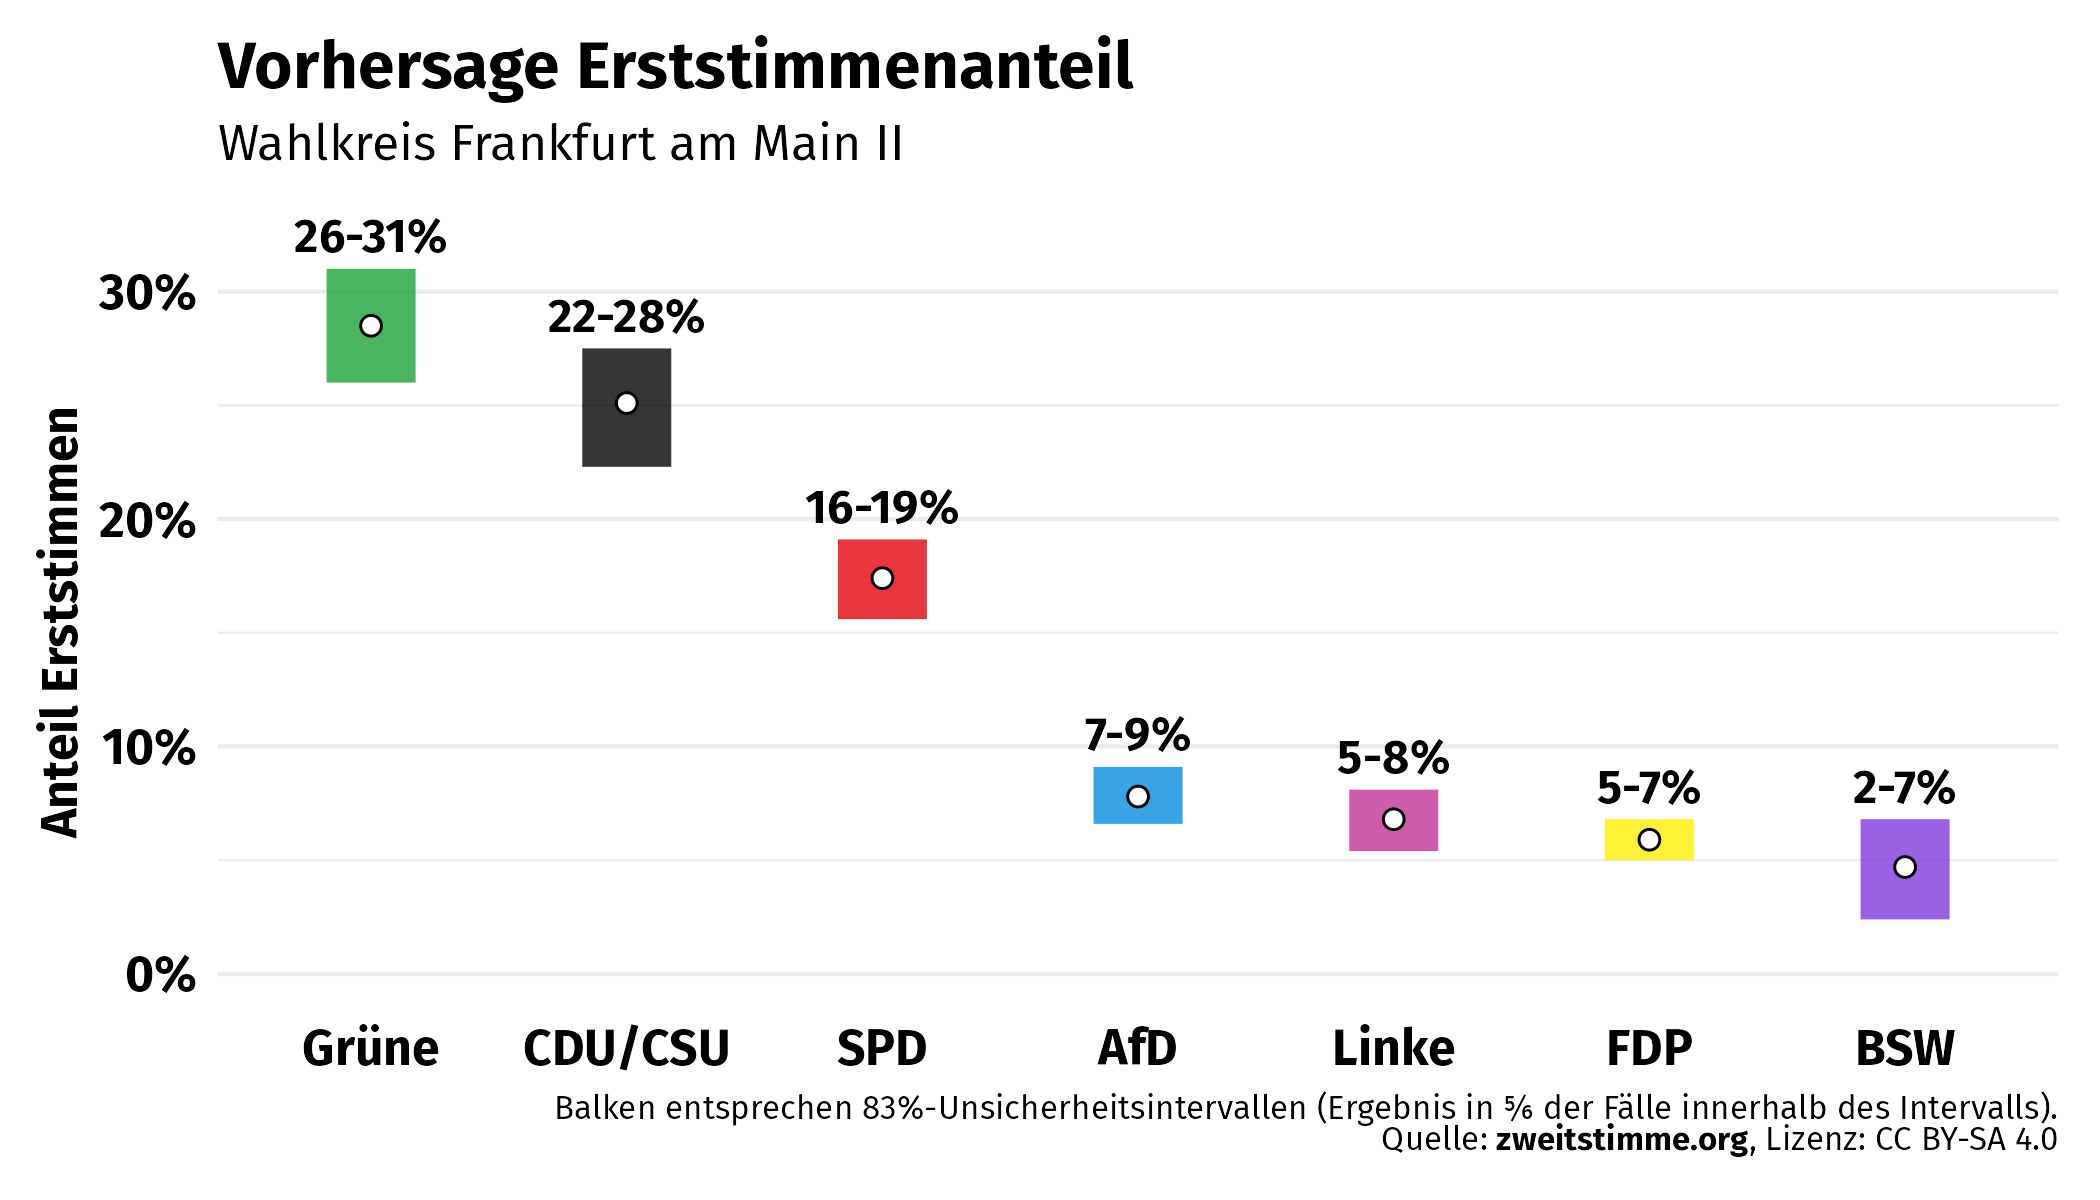 Vorhersage Erststimmenanteil
Wahlkreis Frankfurt am Main II
26-31%
22-28%
16-19%
7-9%
5-8%
5-7%
2-7%
30%
20%
10%
0%
Anteil Erststimmen
Grüne CDU/CSU SPD AfD Linke FDP BSW
Balken entsprechen 83%-Unsicherheitsintervallen (Ergebnis in ⅚ der Fälle innerhalb des Intervalls).
Quelle: zweitstimme.org, Lizenz: CC BY-SA 4.0